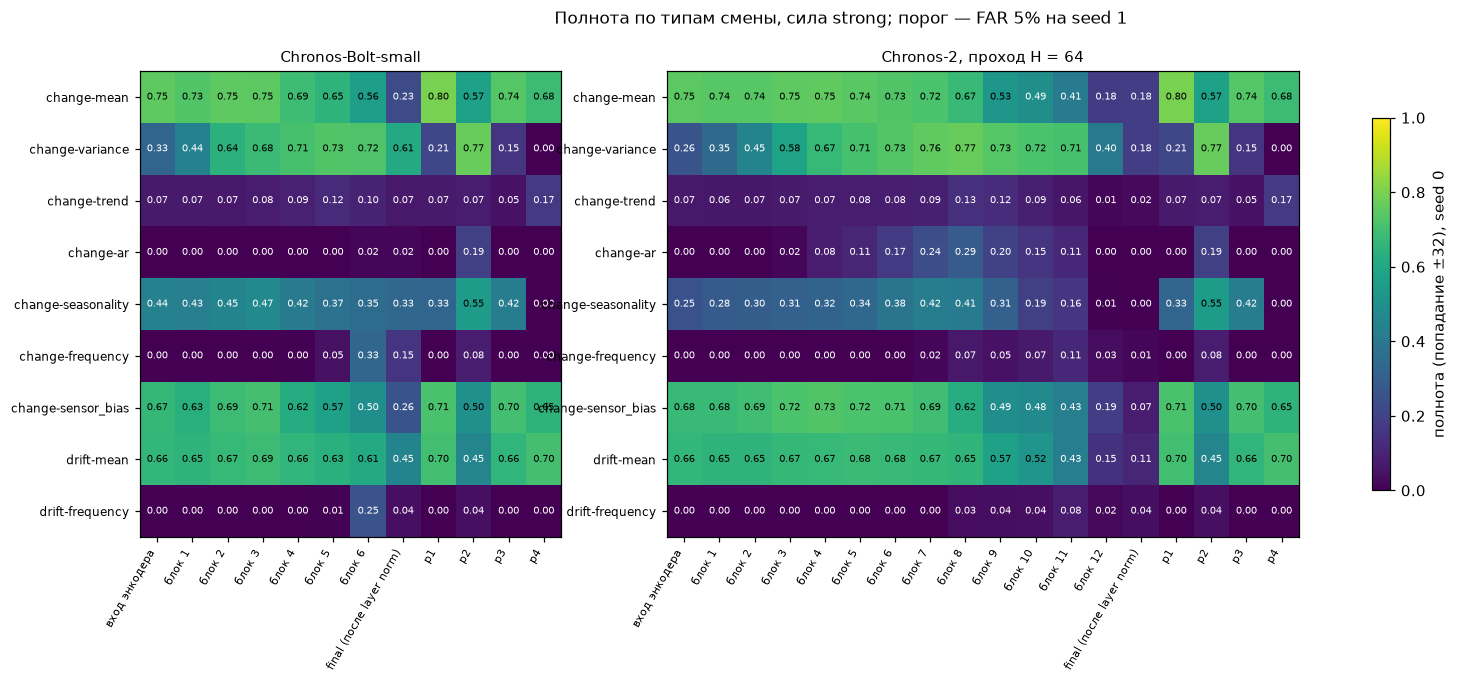 Полнота по типам смены, сила strong; порог — FAR 5% на seed 1
Chronos-Bolt-small
change-mean 0.75 0.73 0.75 0.75 0.69 0.65 0.56 0.23 0.80 0.57 0.74 0.68
change-variance 0.33 0.44 0.64 0.68 0.71 0.73 0.72 0.61 0.21 0.77 0.15 0.00
change-trend 0.07 0.07 0.07 0.08 0.09 0.12 0.10 0.07 0.07 0.07 0.05 0.17
change-ar 0.00 0.00 0.00 0.00 0.00 0.00 0.02 0.02 0.00 0.19 0.00 0.00
change-seasonality 0.44 0.43 0.45 0.47 0.42 0.37 0.35 0.33 0.33 0.55 0.42 0.00
change-frequency 0.00 0.00 0.00 0.00 0.00 0.05 0.33 0.15 0.00 0.08 0.00 0.00
change-sensor_bias 0.67 0.63 0.69 0.71 0.62 0.57 0.50 0.26 0.71 0.50 0.70 0.65
drift-mean 0.66 0.65 0.67 0.69 0.66 0.63 0.61 0.45 0.70 0.45 0.66 0.70
drift-frequency 0.00 0.00 0.00 0.00 0.00 0.01 0.25 0.04 0.00 0.04 0.00 0.00
вход энкодера
блок 1
блок 2
блок 3
блок 4
блок 5
блок 6
final (после layer norm)
p1
p2
p3
p4
Chronos-2, проход H = 64
change-mean 0.75 0.74 0.74 0.75 0.75 0.74 0.73 0.72 0.67 0.53 0.49 0.41 0.18 0.18 0.80 0.57 0.74 0.68
change-variance 0.26 0.35 0.45 0.58 0.67 0.71 0.73 0.76 0.77 0.73 0.72 0.71 0.40 0.18 0.21 0.77 0.15 0.00
change-trend 0.07 0.06 0.07 0.07 0.07 0.08 0.08 0.09 0.13 0.12 0.09 0.06 0.01 0.02 0.07 0.07 0.05 0.17
change-ar 0.00 0.00 0.00 0.02 0.08 0.11 0.17 0.24 0.29 0.20 0.15 0.11 0.00 0.00 0.00 0.19 0.00 0.00
change-seasonality 0.25 0.28 0.30 0.31 0.32 0.34 0.38 0.42 0.41 0.31 0.19 0.16 0.01 0.00 0.33 0.55 0.42 0.00
change-frequency 0.00 0.00 0.00 0.00 0.00 0.00 0.00 0.02 0.07 0.05 0.07 0.11 0.03 0.01 0.00 0.08 0.00 0.00
change-sensor_bias 0.68 0.68 0.69 0.72 0.73 0.72 0.71 0.69 0.62 0.49 0.48 0.43 0.19 0.07 0.71 0.50 0.70 0.65
drift-mean 0.66 0.65 0.65 0.67 0.67 0.68 0.68 0.67 0.65 0.57 0.52 0.43 0.15 0.11 0.70 0.45 0.66 0.70
drift-frequency 0.00 0.00 0.00 0.00 0.00 0.00 0.00 0.00 0.03 0.04 0.04 0.08 0.02 0.00 0.00 0.04 0.00 0.00
вход энкодера
блок 1
блок 2
блок 3
блок 4
блок 5
блок 6
блок 7
блок 8
блок 9
блок 10
блок 11
блок 12
final (после layer norm)
p1
p2
p3
p4
1.0
0.8
0.6
0.4
0.2
0.0
полнота (попадание ±32), seed 0